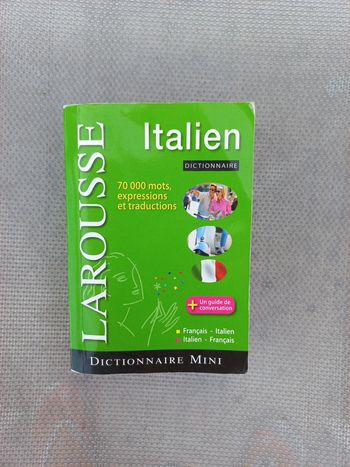 LAROUSSE
Italien
DICTIONNAIRE
70 000 mots,
expressions
et traductions
+ Un guide de
conversation
Français - Italien
Italien - Français
DICTIONNAIRE MINI